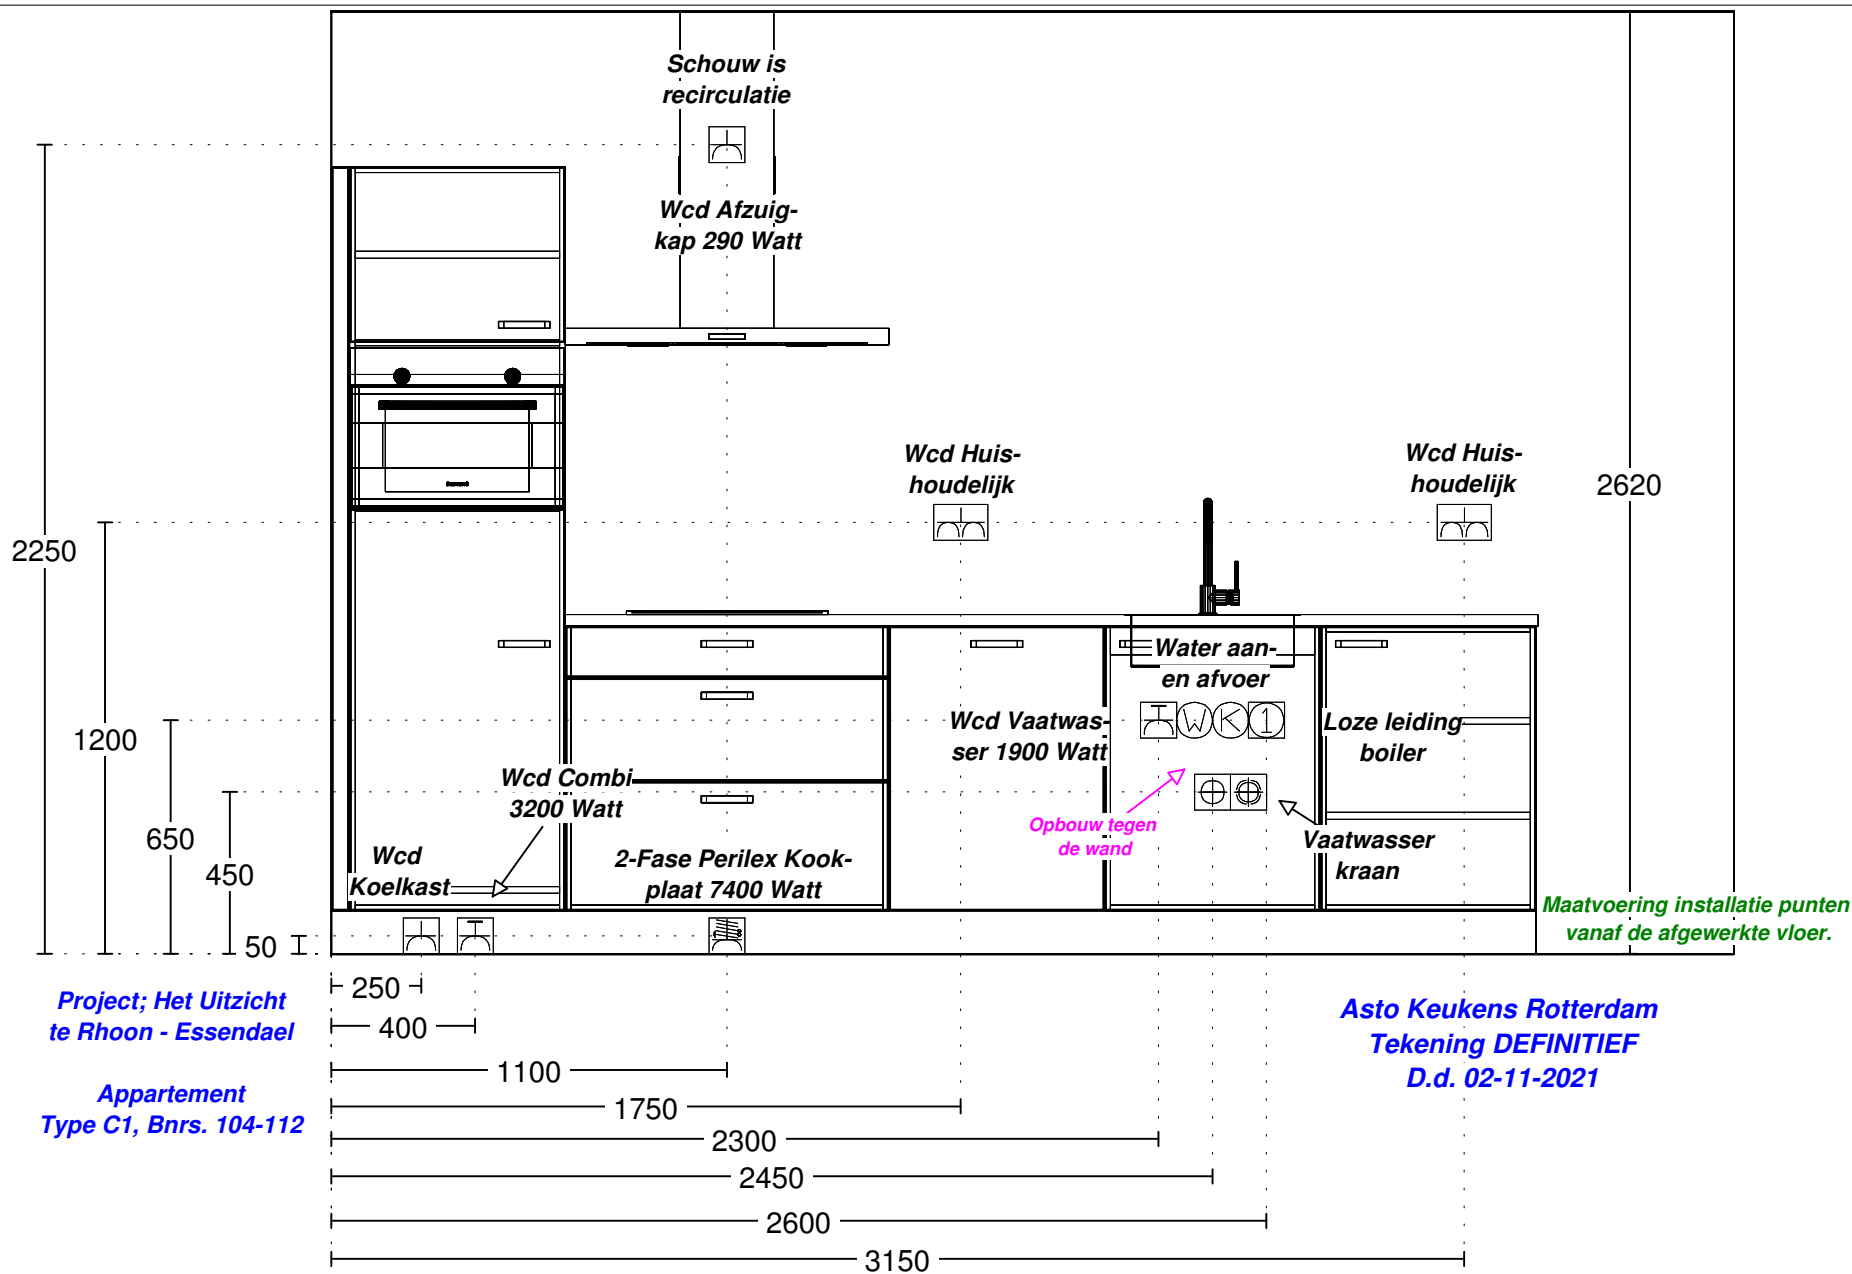 Schouw is
recirculatie
Wcd Afzuig-
kap 290 Watt
Wcd Huis-
houdelijk
Wcd Huis-
houdelijk
2620
2250
1200
650
450
50
Water aan-
en afvoer
W K 1
Wcd Vaatwas-
ser 1900 Watt
Loze leiding
boiler
Wcd Combi
3200 Watt
Opbouw tegen
de wand
Vaatwasser
kraan
Wcd
Koelkast
2-Fase Perilex Kook-
plaat 7400 Watt
Maatvoering installatie punten
vanaf de afgewerkte vloer.
250
400
1100
1750
2300
2450
2600
3150
Project; Het Uitzicht
te Rhoon - Essendael
Appartement
Type C1, Bnrs. 104-112
Asto Keukens Rotterdam
Tekening DEFINITIEF
D.d. 02-11-2021